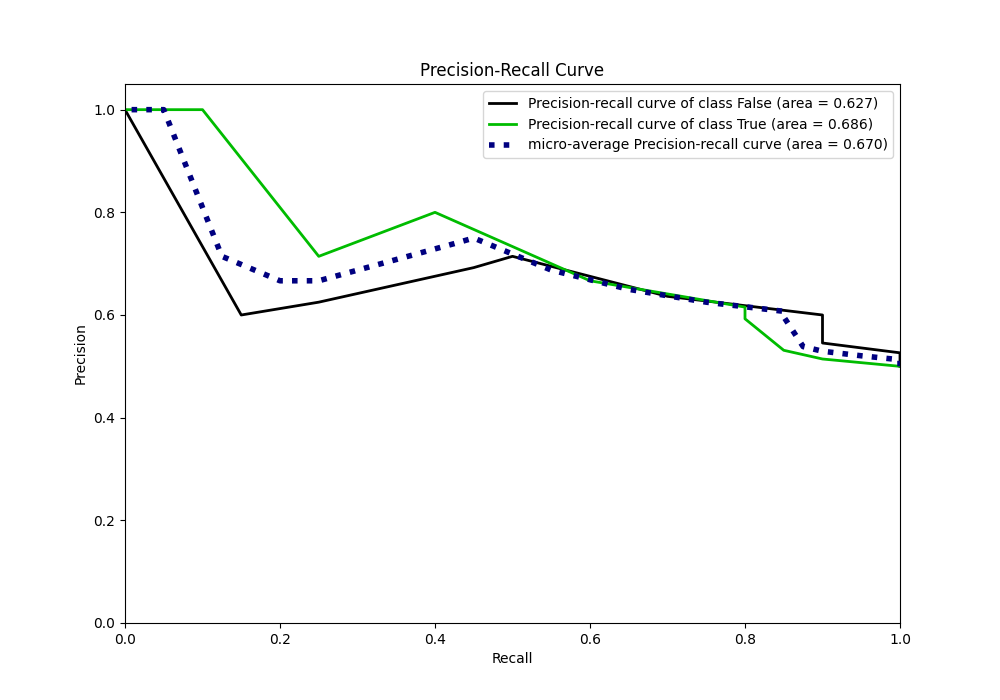 Precision-Recall Curve
Precision-recall curve of class False (area = 0.627)
Precision-recall curve of class True (area = 0.686)
micro-average Precision-recall curve (area = 0.670)
Precision
1.0
0.8
0.6
0.4
0.2
0.0
0.0 0.2 0.4 0.6 0.8 1.0
Recall